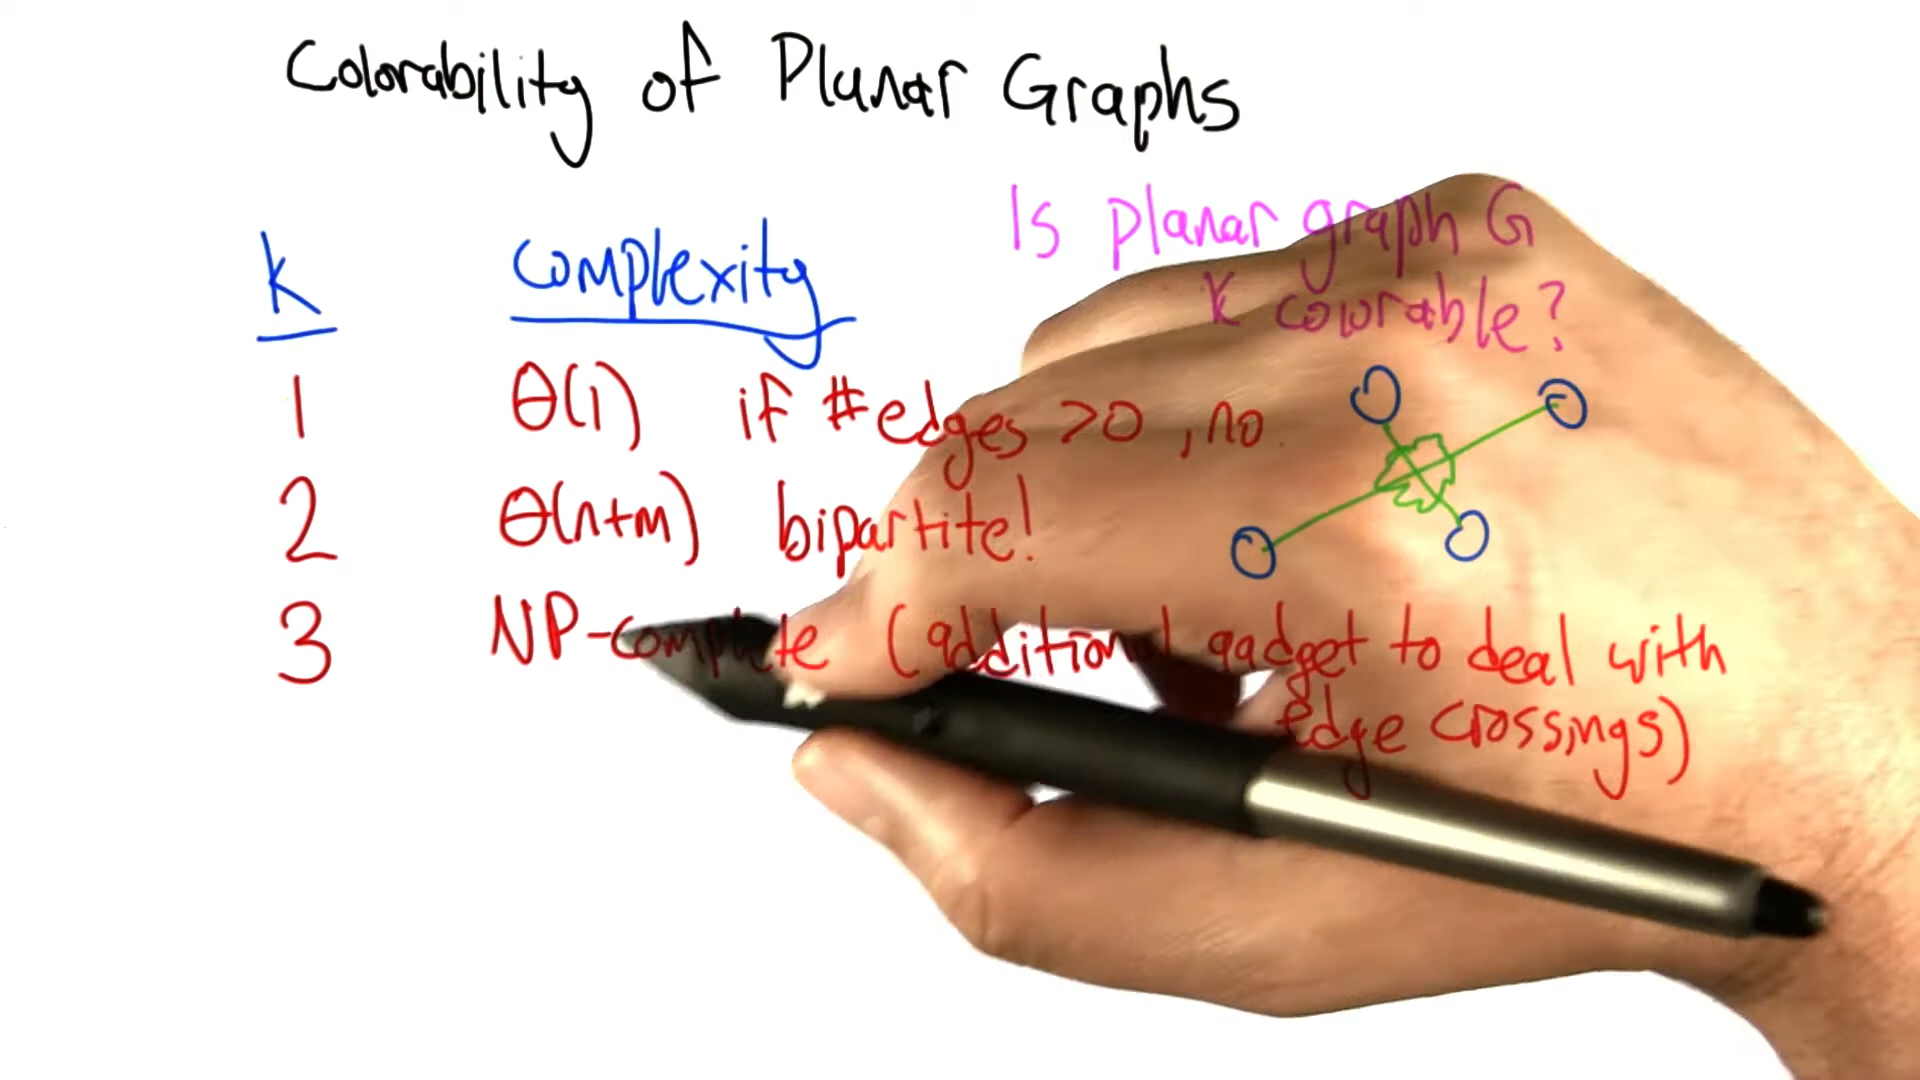 Colorability of Planar Graphs
Is planar graph G
k colorable?
k complexity
1 Θ(1) if #edges >0, no.
2 Θ(n+m) bipartite!
3 NP-complete (additional gadget to deal with
edge crossings)